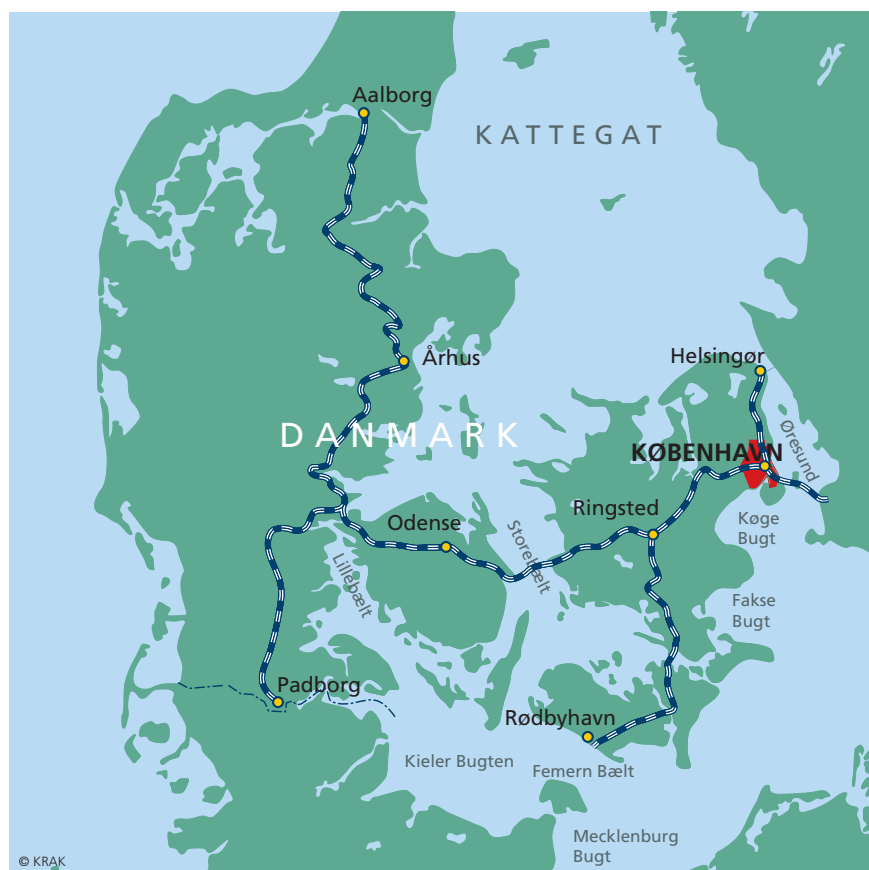 Aalborg
KATTEGAT
Århus
Helsingør
DANMARK
KØBENHAVN
Øresund
Ringsted
Odense
Køge
Bugt
Storebælt
Lillebælt
Fakse
Bugt
Padborg
Rødbyhavn
Kieler Bugten
Femern Bælt
Mecklenburg
Bugt
© KRAK